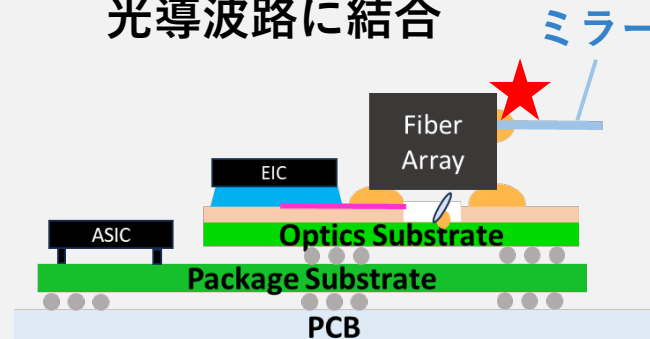 光導波路に結合
ミラー
Fiber
Array
EIC
ASIC
Optics Substrate
Package Substrate
PCB